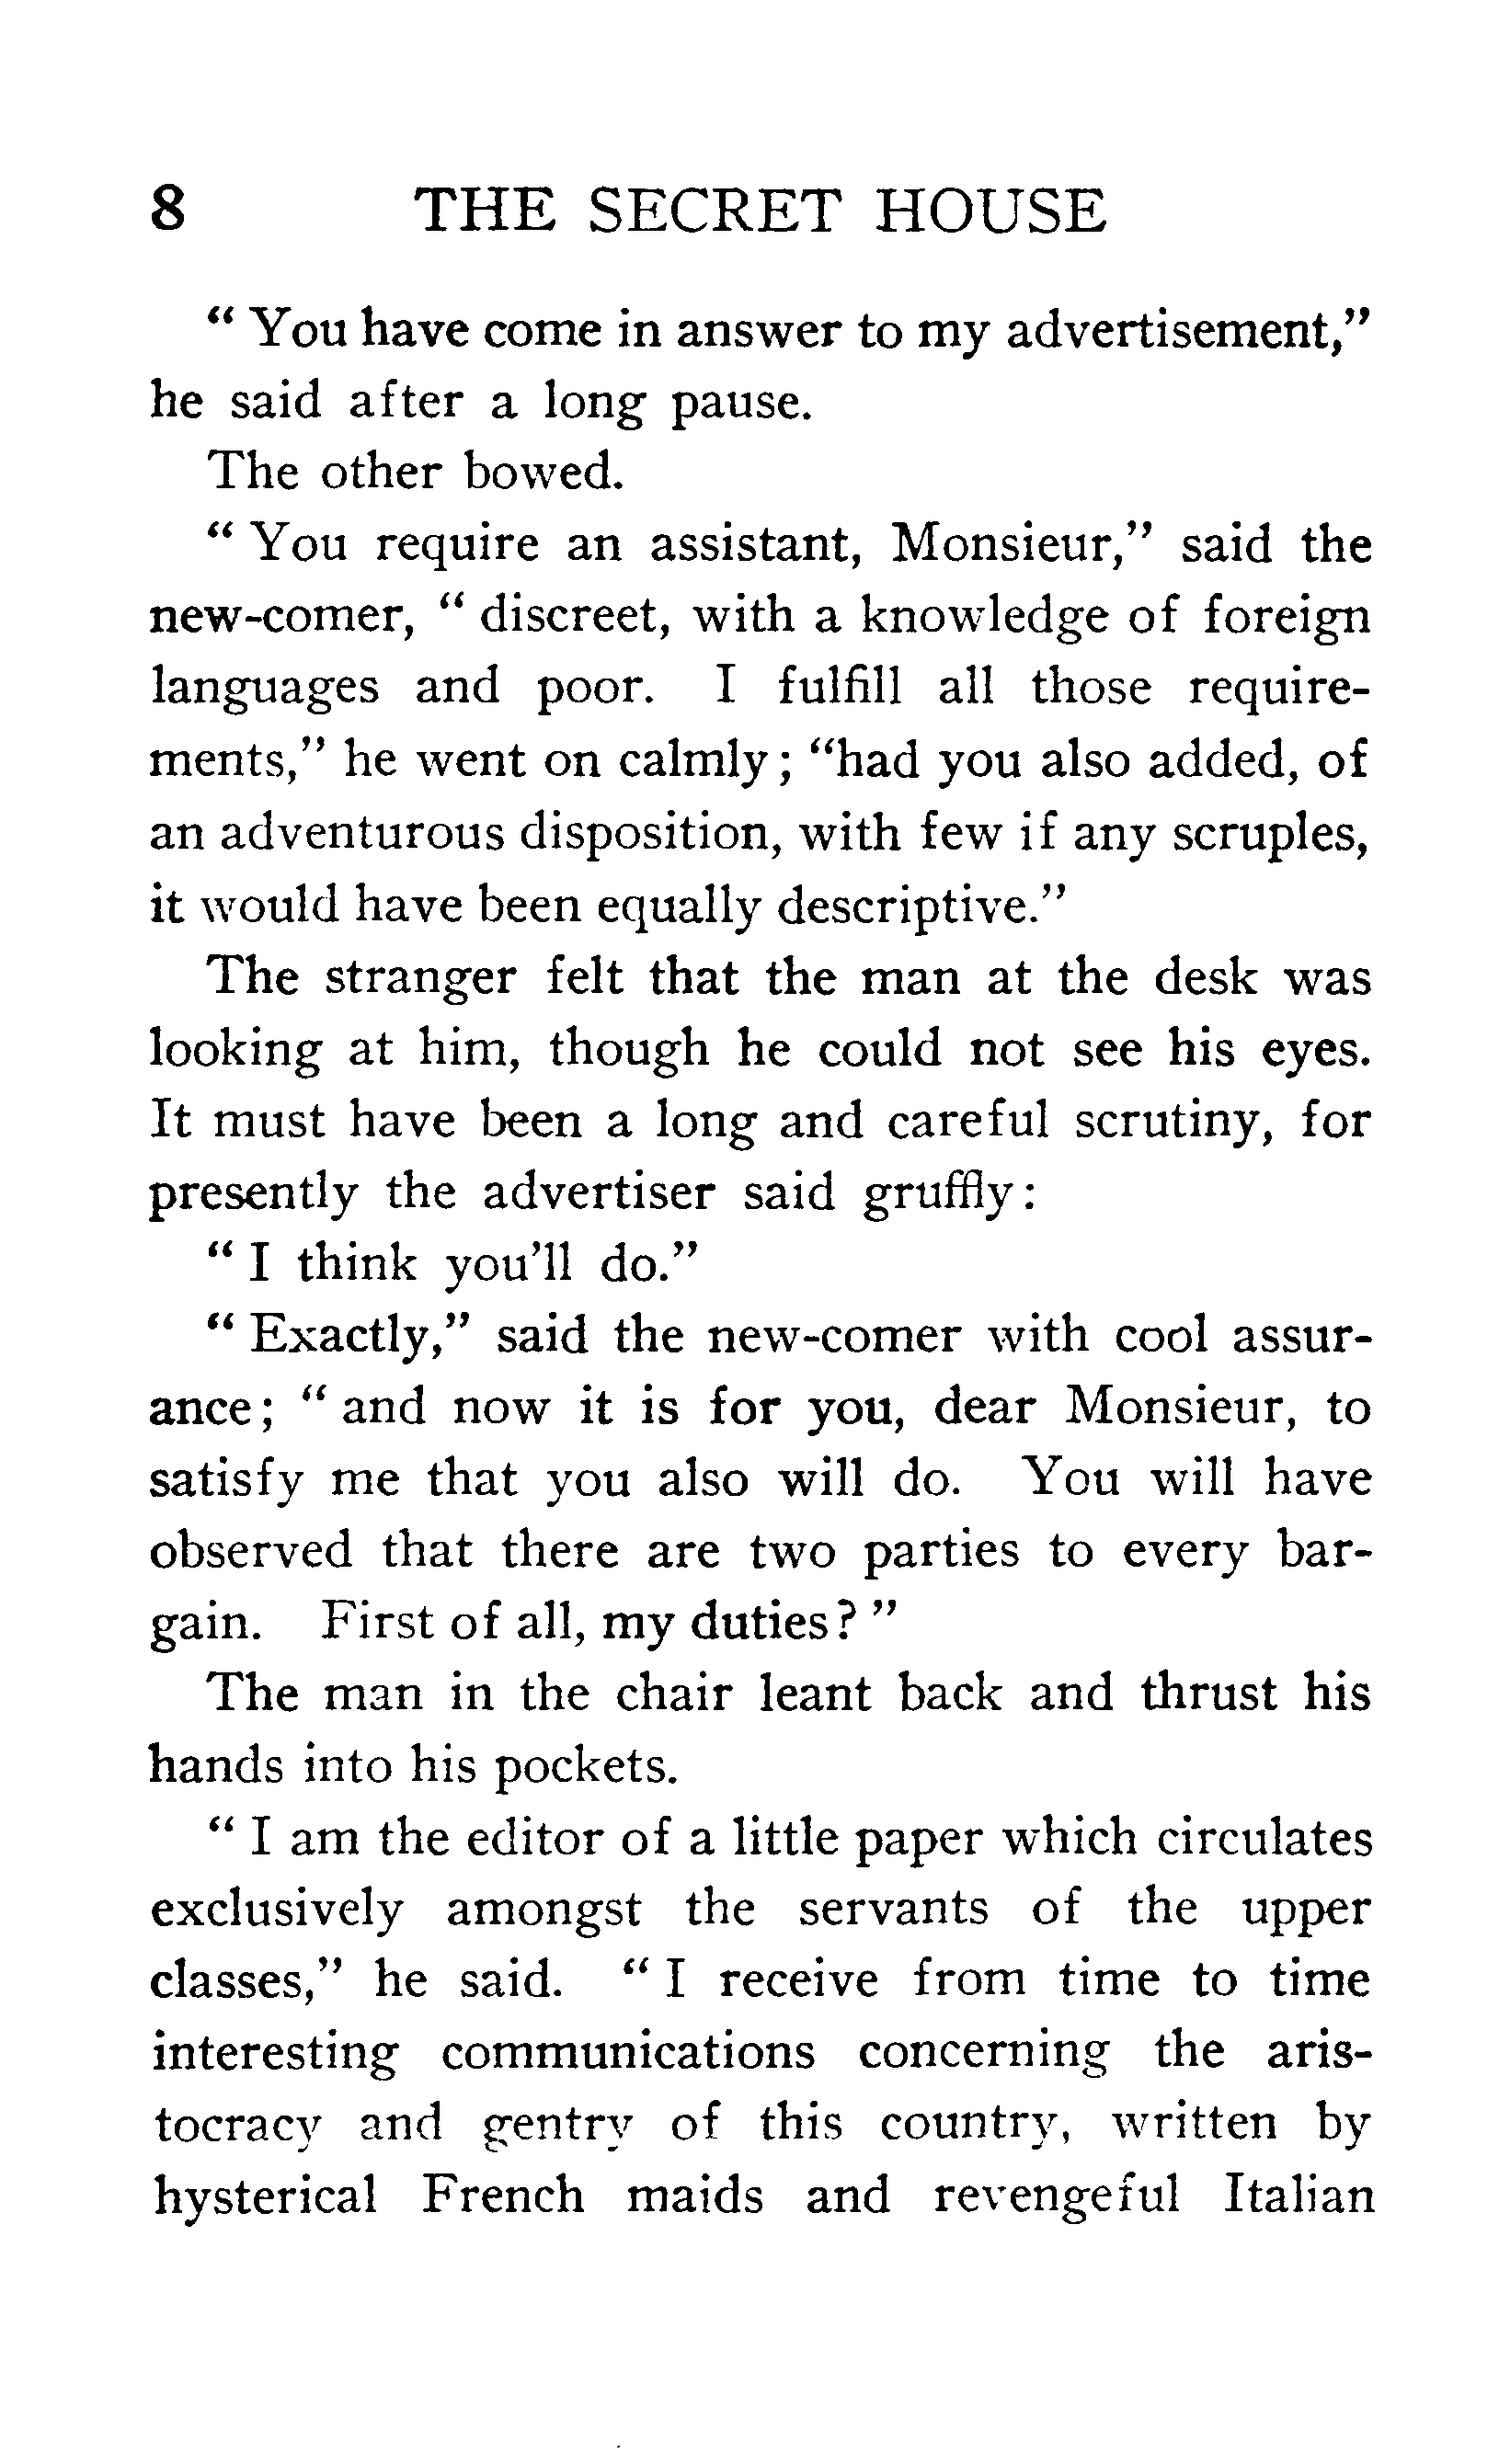 8 THE SECRET HOUSE
" You have come in answer to my advertisement,"
he said after a long pause.
The other bowed.
" You require an assistant, Monsieur," said the
new-comer, " discreet, with a knowledge of foreign
languages and poor. I fulfill all those require-
ments," he went on calmly; "had you also added, of
an adventurous disposition, with few if any scruples,
it would have been equally descriptive."
The stranger felt that the man at the desk was
looking at him, though he could not see his eyes.
It must have been a long and careful scrutiny, for
presently the advertiser said gruffly:
" I think you'll do."
" Exactly," said the new-comer with cool assur-
ance; " and now it is for you, dear Monsieur, to
satisfy me that you also will do. You will have
observed that there are two parties to every bar-
gain. First of all, my duties? "
The man in the chair leant back and thrust his
hands into his pockets.
" I am the editor of a little paper which circulates
exclusively amongst the servants of the upper
classes," he said. " I receive from time to time
interesting communications concerning the aris-
tocracy and gentry of this country, written by
hysterical French maids and revengeful Italian